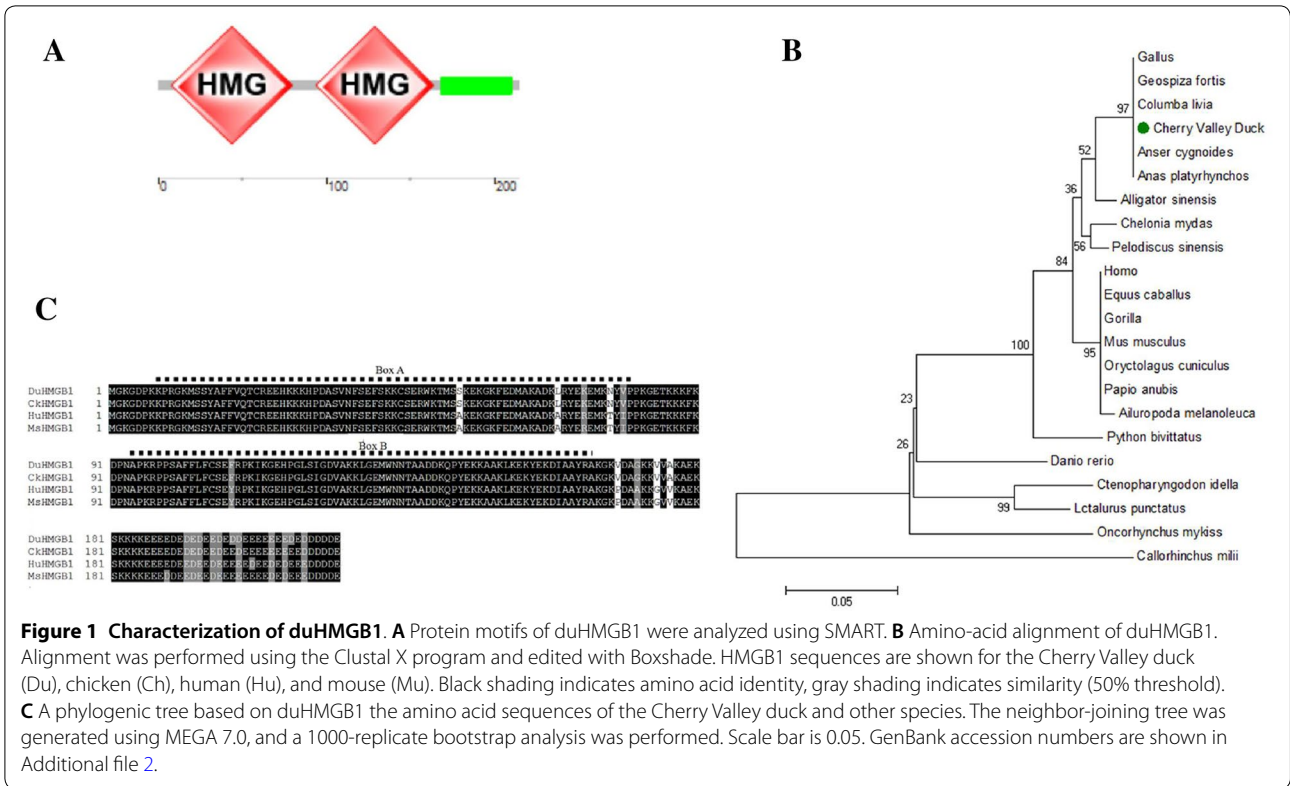 A
HMG HMG
0 100 200
B
Gallus
Geospiza fortis
Columba livia
97
Cherry Valley Duck
52
Anser cygnoides
Anas platyrhynchos
36
Alligator sinensis
Chelonia mydas
56
Pelodiscus sinensis
84
Homo
Equus caballus
Gorilla
100
Mus musculus
95
Oryctolagus cuniculus
Papio anubis
Ailuropoda melanoleuca
23
Python bivittatus
26
Danio rerio
Ctenopharyngodon idella
99
Lctalurus punctatus
Oncorhynchus mykiss
Callorhinchus milii
0.05
C
Box A
DuHMGB1 1
CkHMGB1 1
HuHMGB1 1
MsHMGB1 1
Box B
DuHMGB1 91
CkHMGB1 91
HuHMGB1 91
MsHMGB1 91
DuHMGB1 181
CkHMGB1 181
HuHMGB1 181
MsHMGB1 181
Figure 1 Characterization of duHMGB1. A Protein motifs of duHMGB1 were analyzed using SMART. B Amino-acid alignment of duHMGB1.
Alignment was performed using the Clustal X program and edited with Boxshade. HMGB1 sequences are shown for the Cherry Valley duck
(Du), chicken (Ch), human (Hu), and mouse (Mu). Black shading indicates amino acid identity, gray shading indicates similarity (50% threshold).
C A phylogenic tree based on duHMGB1 the amino acid sequences of the Cherry Valley duck and other species. The neighbor-joining tree was
generated using MEGA 7.0, and a 1000-replicate bootstrap analysis was performed. Scale bar is 0.05. GenBank accession numbers are shown in
Additional file 2.